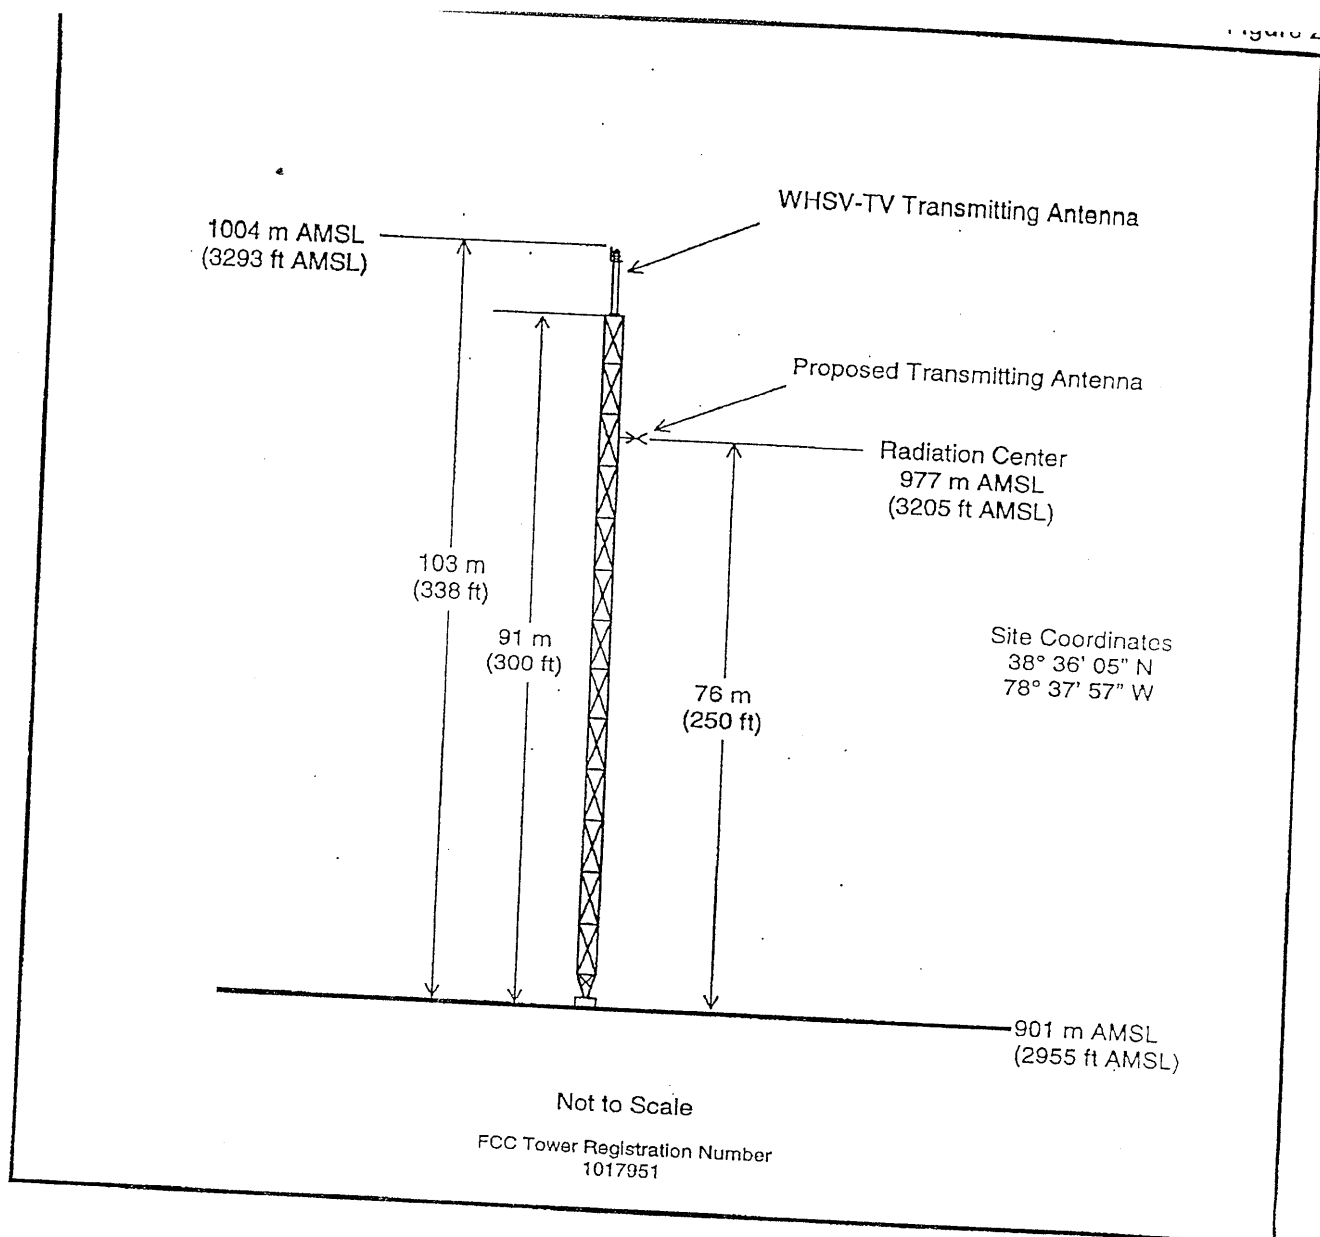 1004 m AMSL
(3293 ft AMSL)
WHSV-TV Transmitting Antenna
Proposed Transmitting Antenna
Radiation Center
977 m AMSL
(3205 ft AMSL)
103 m
(338 ft)
91 m
(300 ft)
76 m
(250 ft)
Site Coordinates
38° 36' 05" N
78° 37' 57" W
901 m AMSL
(2955 ft AMSL)
Not to Scale
FCC Tower Registration Number
1017951